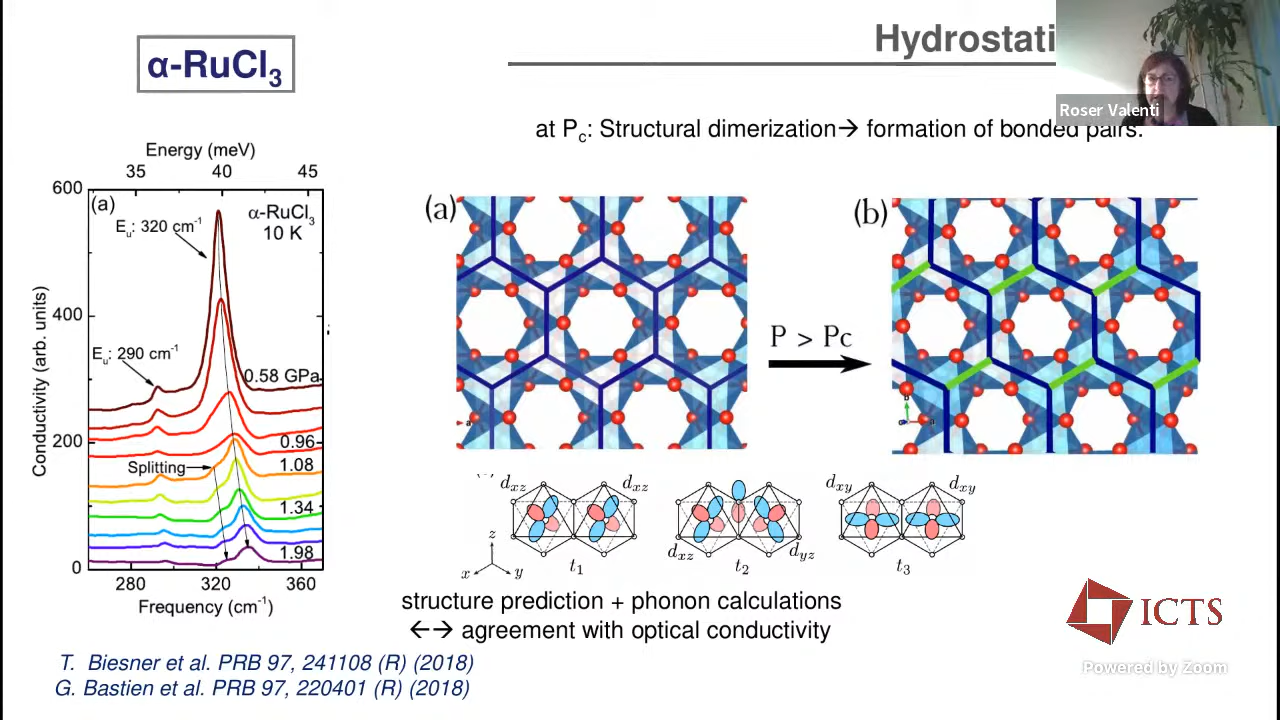 α-RuCl3
Hydrostati
Roser Valenti
at Pc: Structural dimerization→ formation of bonded pairs.
Energy (meV)
35 40 45
600
400
200
0
Conductivity (arb. units)
(a)
α-RuCl3
10 K
Eu: 320 cm-1
Eu: 290 cm-1
0.58 GPa
0.96
1.08
Splitting
1.34
1.98
280 320 360
Frequency (cm-1)
(a)
P > Pc
(b)
dxz dxz
t1
z
x y
dxz dyz
t2
dxy dxy
t3
structure prediction + phonon calculations
←→ agreement with optical conductivity
T. Biesner et al. PRB 97, 241108 (R) (2018)
G. Bastien et al. PRB 97, 220401 (R) (2018)
ICTS
Powered by Zoom